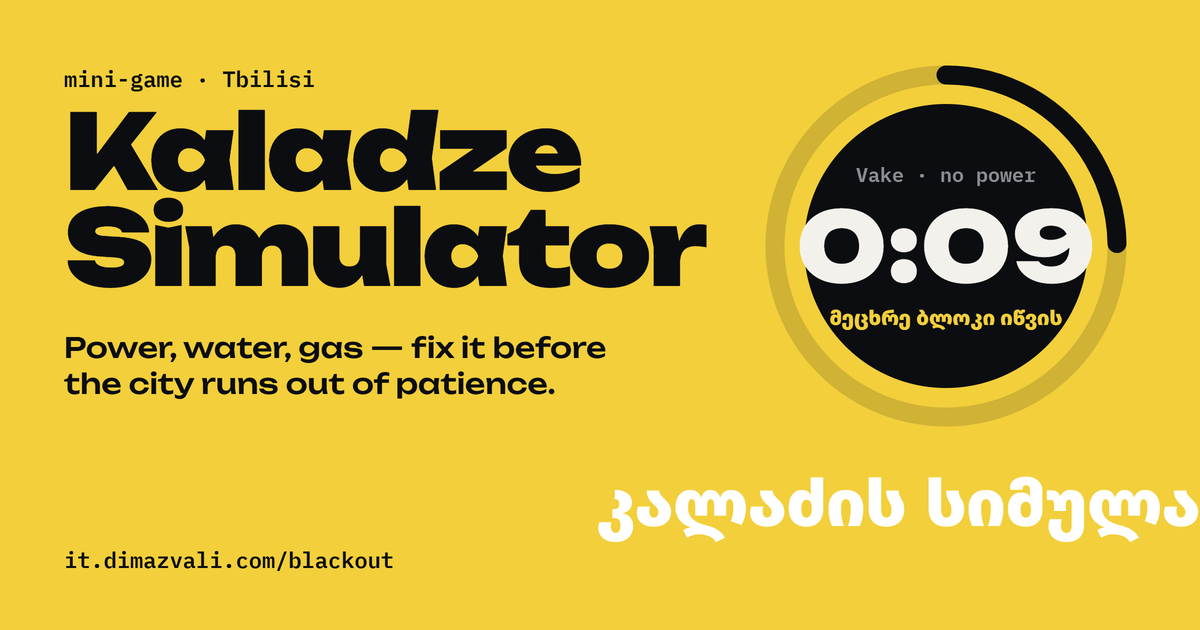 mini-game · Tbilisi
Kaladze
Simulator
Power, water, gas — fix it before
the city runs out of patience.
Vake · no power
0:09
მეცხრე ბლოკი იწვის
კალაძის სიმულა
it.dimazvali.com/blackout